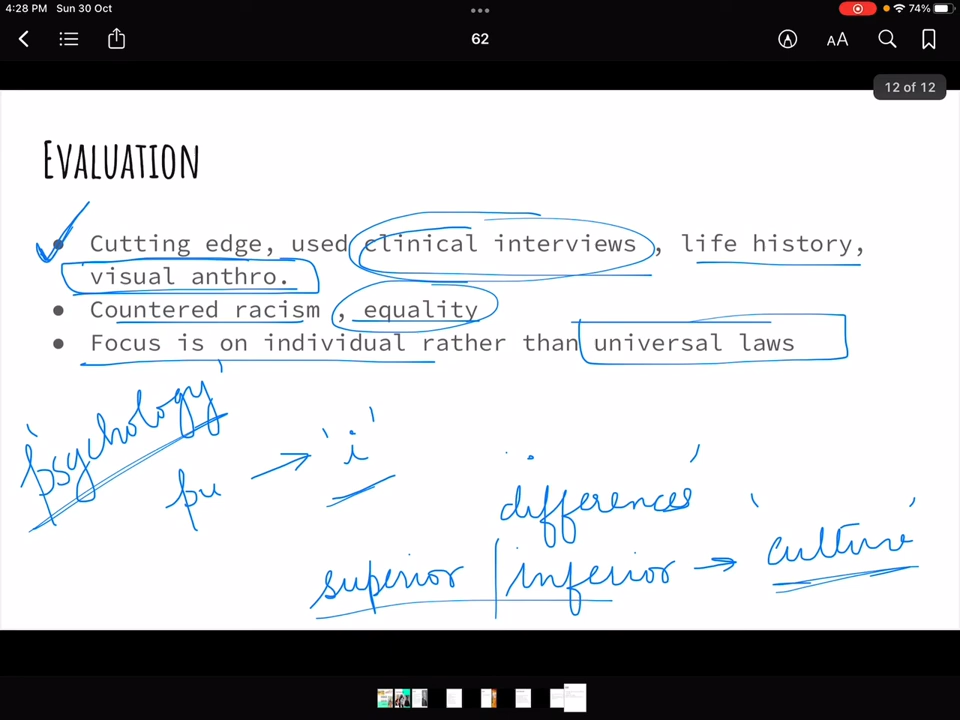 4:28 PM Sun 30 Oct
74%
62
12 of 12
EVALUATION
● Cutting edge, used clinical interviews , life history,
visual anthro.
● Countered racism , equality
● Focus is on individual rather than universal laws
'psychology'
pu → 'i'
differences'
superior | inferior → 'culture'